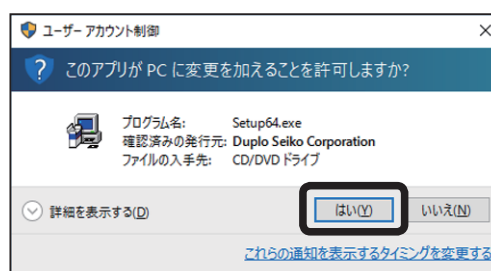 ユーザー アカウント制御
このアプリが PC に変更を加えることを許可しますか?
プログラム名: Setup64.exe
確認済みの発行元: Duplo Seiko Corporation
ファイルの入手先: CD/DVD ドライブ
詳細を表示する(D)
はい(Y)
いいえ(N)
これらの通知を表示するタイミングを変更する